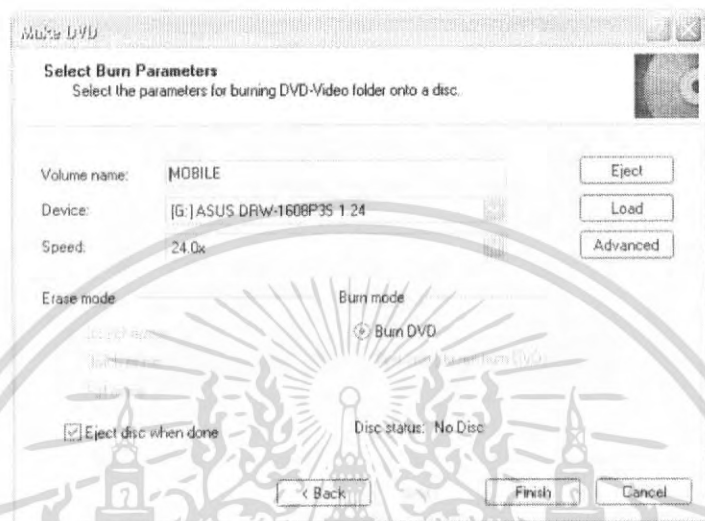 Make DVD
Select Burn Parameters
Select the parameters for burning DVD-Video folder onto a disc.
Volume name: MOBILE Eject
Device: [G:] ASUS DRW-1608P3S 1.24 Load
Speed: 24.0x Advanced
Erase mode Burn mode
Burn DVD
Eject disc when done Disc status: No Disc
< Back Finish Cancel